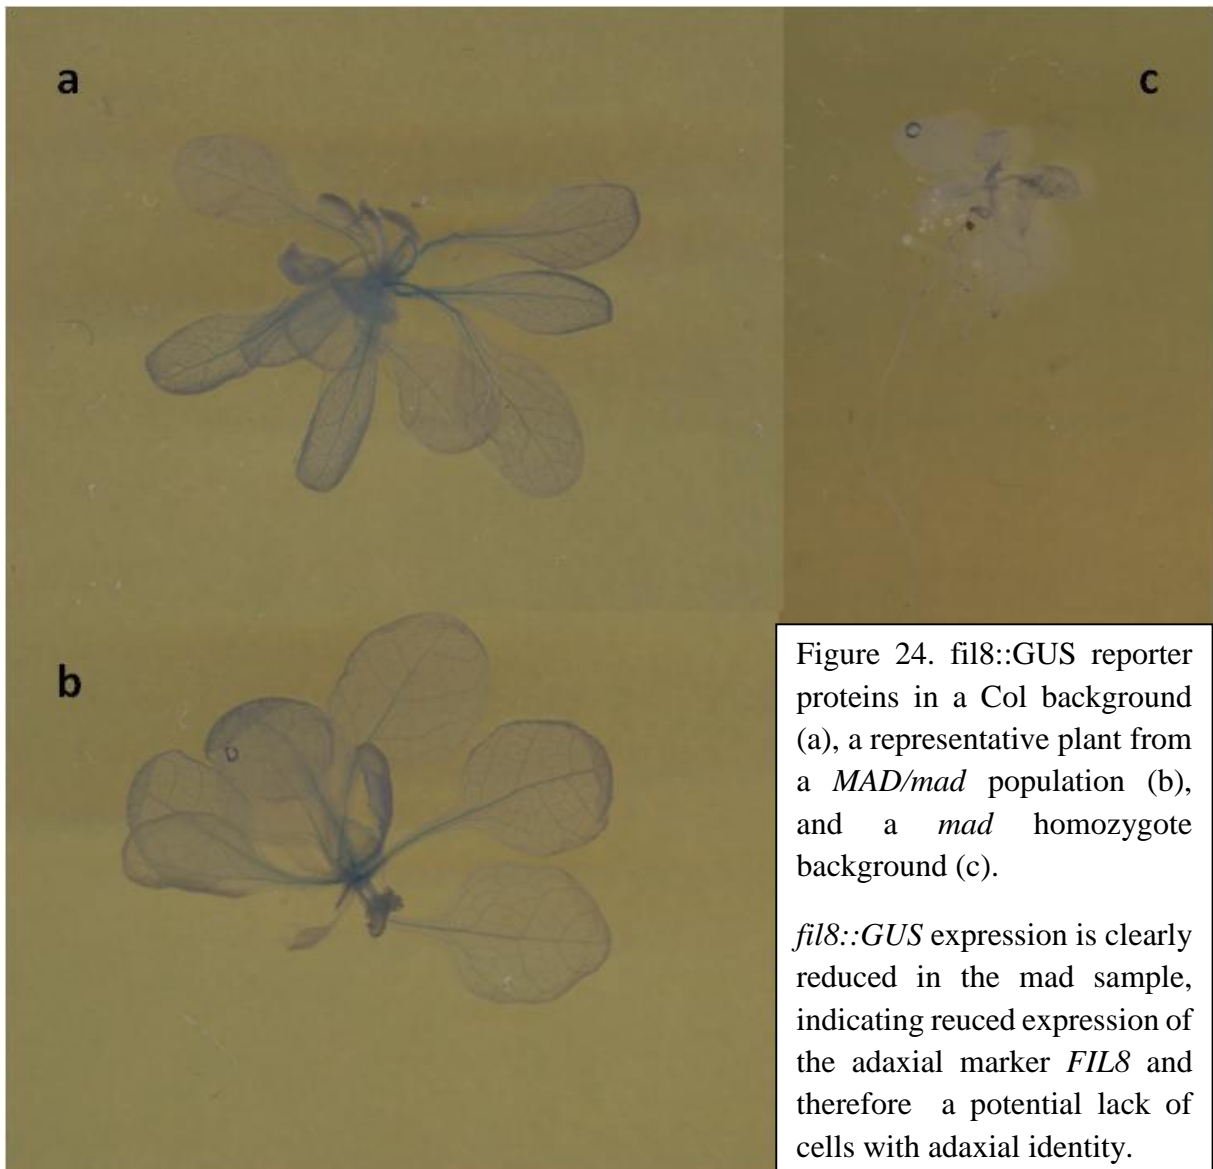 a
c
b
Figure 24. fil8::GUS reporter
proteins in a Col background
(a), a representative plant from
a MAD/mad population (b),
and a mad homozygote
background (c).
fil8::GUS expression is clearly
reduced in the mad sample,
indicating reuced expression of
the adaxial marker FIL8 and
therefore a potential lack of
cells with adaxial identity.